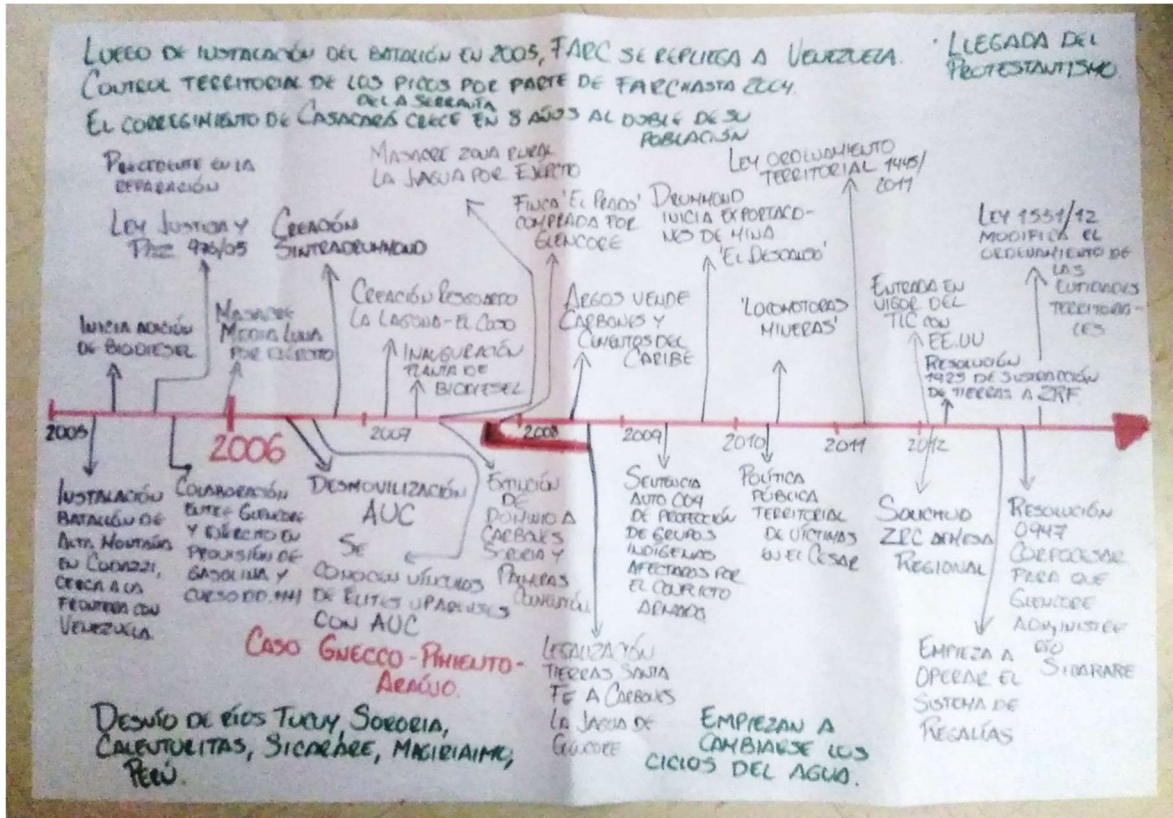 LUEGO DE INSTALACIÓN DEL BATALLÓN EN 2005, FARC SE REPLIEGA A VENEZUELA.
CONTROL TERRITORIAL DE LOS PICOS POR PARTE DE FARC HASTA 2004.
DE LA SERRANÍA
EL CORREGIMIENTO DE CASACARÁ CRECE EN 8 AÑOS AL DOBLE DE SU
POBLACIÓN
· LLEGADA DEL
PROTESTANTISMO.
PRECEDENTE EN LA
REPARACIÓN
LEY JUSTICIA Y
PAZ 975/05
CREACIÓN
SINTRADRUMMOND
MASACRE ZONA RURAL
LA JAGUA POR EJÉRCITO
FINCA 'EL PRADO'
COMPRADA POR
GLENCORE
DRUMMOND
INICIA EXPORTACIO-
NES DE MINA
'EL DESCANSO'
LEY ORDENAMIENTO
TERRITORIAL 1445/
2011
LEY 1551/12
MODIFICA EL
ORDENAMIENTO DE
LAS
ENTIDADES
TERRITORIA-
LES
INICIA ADICIÓN
DE BIODIESEL
MASACRE
MEDIA LUNA
POR EJÉRCITO
CREACIÓN RESGUARDO
LA LAGUNA-EL COSO
INAUGURACIÓN
PLANTA DE
BIODIESEL
ARGOS VENDE
CARBONES Y
CEMENTOS DEL
CARIBE
'LOCOMOTORAS
MINERAS'
ENTRADA EN
VIGOR DEL
TLC CON
EE.UU
RESOLUCIÓN
1925 DE SUSTRACCIÓN
DE TIERRAS A ZRF
2005
2006
2007
2008
2009
2010
2011
2012
INSTALACIÓN
BATALLÓN DE
ALTA MONTAÑA
EN CODAZZI,
CERCA A LA
FRONTERA CON
VENEZUELA.
COLABORACIÓN
ENTRE GLENCORE
Y EJÉRCITO EN
PROVISIÓN DE
GASOLINA Y
CURSO DD.HH
DESMOVILIZACIÓN
AUC
SE
CONOCEN VÍNCULOS
DE ÉLITES UPARENSES
CON AUC
CASO GNECCO-PIMIENTO-
ARAÚJO.
EXTINCIÓN
DE
DOMINIO A
CARBONES
SORORIA Y
PALMERAS
LEGALIZACIÓN
TIERRAS SANTA
FE A CARBONES
LA JAGUA DE
GLENCORE
SENTENCIA
AUTO 004
DE PROTECCIÓN
DE GRUPOS
INDÍGENAS
AFECTADOS POR
EL CONFLICTO
ARMADO
POLÍTICA
PÚBLICA
TERRITORIAL
DE VÍCTIMAS
EN EL CESAR
SOLICITUD
ZRC
REGIONAL
EMPIEZA A
OPERAR EL
SISTEMA DE
REGALÍAS
RESOLUCIÓN
0947
CORPOCESAR
PARA QUE
GLENCORE
ADMINISTRE
RÍO
SICARARE
DESVÍO DE RÍOS TUCUY, SORORIA,
CALENTURITAS, SICARARE, MAGIRIAIMO,
PERÚ.
EMPIEZAN A
CAMBIARSE LOS
CICLOS DEL AGUA.